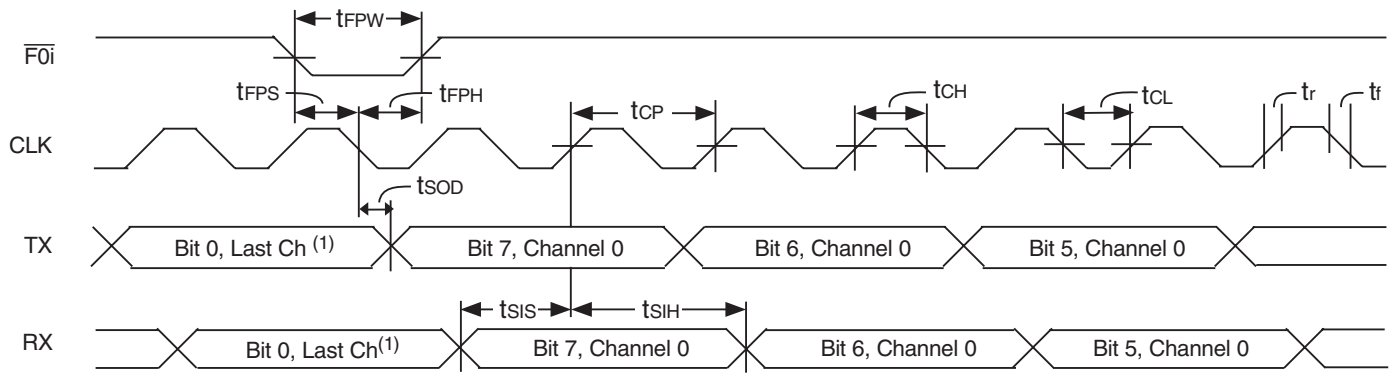 tFPW
F0i
tFPS
tFPH
tCP
tCH
tCL
tr
tf
CLK
tSOD
TX
Bit 0, Last Ch (1)
Bit 7, Channel 0
Bit 6, Channel 0
Bit 5, Channel 0
tSIS
tSIH
RX
Bit 0, Last Ch(1)
Bit 7, Channel 0
Bit 6, Channel 0
Bit 5, Channel 0